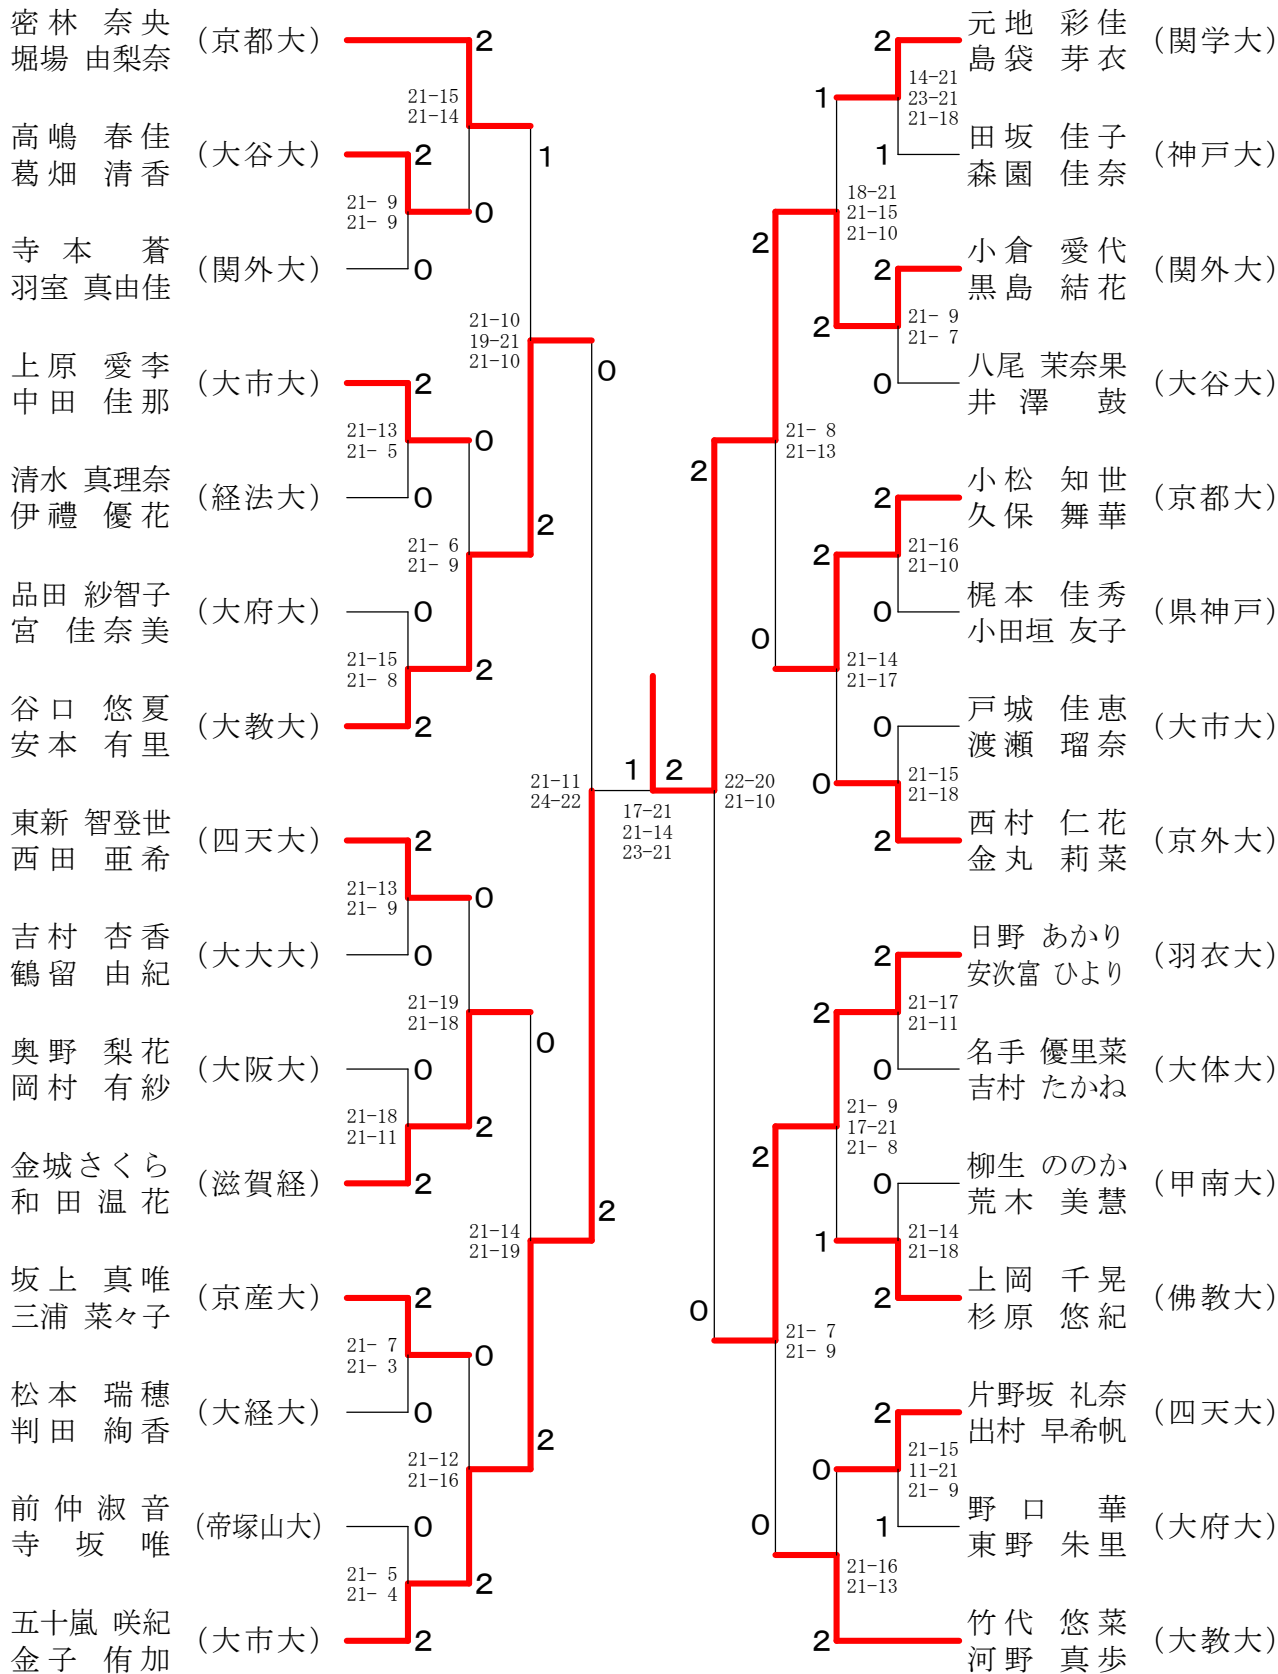 密林 奈央
堀場 由梨奈
(京都大)
2
21-15
21-14
高嶋 春佳
葛畑 清香
(大谷大)
2
1
21- 9
21- 9
0
寺本 蒼
羽室 真由佳
(関外大)
0
21-10
19-21
21-10
0
上原 愛李
中田 佳那
(大市大)
2
21-13
21- 5
0
清水 真理奈
伊禮 優花
(経法大)
0
2
21- 6
21- 9
品田 紗智子
宮 佳奈美
(大府大)
0
21-15
21- 8
2
谷口 悠夏
安本 有里
(大教大)
2
21-11
24-22
東新 智登世
西田 亜希
(四天大)
2
21-13
21- 9
0
吉村 杏香
鶴留 由紀
(大大大)
0
21-19
21-18
0
奥野 梨花
岡村 有紗
(大阪大)
0
21-18
21-11
2
金城さくら
和田温花
(滋賀経)
2
21-14
21-19
2
坂上 真唯
三浦 菜々子
(京産大)
2
21- 7
21- 3
0
松本 瑞穂
判田 絢香
(大経大)
0
2
21-12
21-16
前仲淑音
寺坂唯
(帝塚山大)
0
21- 5
21- 4
2
五十嵐 咲紀
金子 侑加
(大市大)
2
1
2
17-21
21-14
23-21
元地 彩佳
島袋 芽衣
(関学大)
2
14-21
23-21
21-18
1
田坂 佳子
森園 佳奈
(神戸大)
1
18-21
21-15
21-10
2
小倉 愛代
黒島 結花
(関外大)
2
21- 9
21- 7
2
八尾 茉奈果
井澤 鼓
(大谷大)
0
21- 8
21-13
2
小松 知世
久保 舞華
(京都大)
2
21-16
21-10
2
梶本 佳秀
小田垣 友子
(県神戸)
0
0
21-14
21-17
戸城 佳恵
渡瀬 瑠奈
(大市大)
0
21-15
21-18
0
22-20
21-10
西村 仁花
金丸 莉菜
(京外大)
2
日野 あかり
安次富 ひより
(羽衣大)
2
21-17
21-11
2
名手 優里菜
吉村 たかね
(大体大)
0
21- 9
17-21
21- 8
2
柳生 ののか
荒木 美慧
(甲南大)
0
21-14
21-18
1
上岡 千晃
杉原 悠紀
(佛教大)
2
0
21- 7
21- 9
片野坂 礼奈
出村 早希帆
(四天大)
2
21-15
11-21
21- 9
0
野口 華
東野 朱里
(大府大)
1
0
21-16
21-13
竹代 悠菜
河野 真歩
(大教大)
2